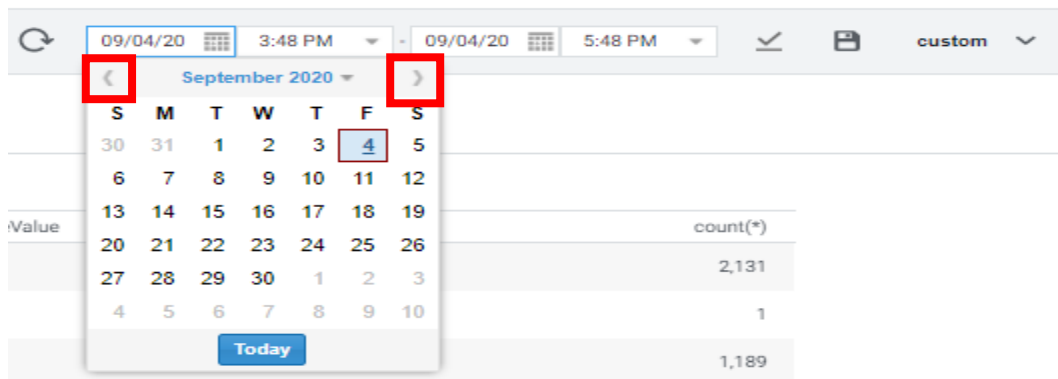 09/04/20 3:48 PM - 09/04/20 5:48 PM custom
September 2020
S M T W T F S
30 31 1 2 3 4 5
6 7 8 9 10 11 12
13 14 15 16 17 18 19
Value count(*)
20 21 22 23 24 25 26
2,131
27 28 29 30 1 2 3
4 5 6 7 8 9 10
1
Today
1,189